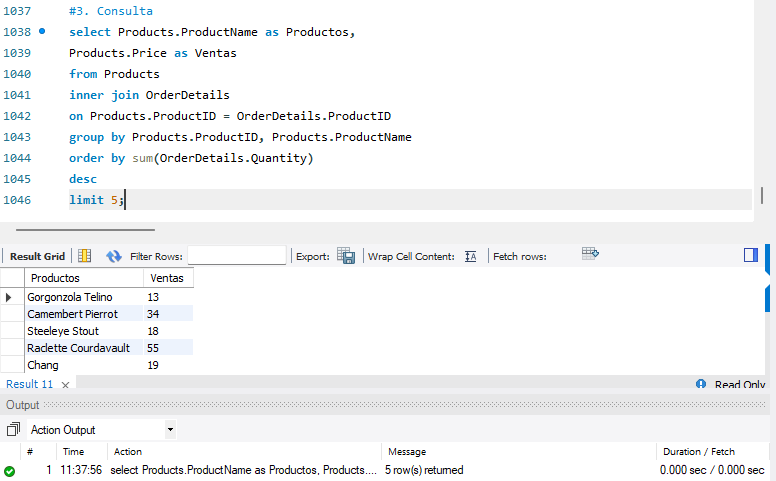 1037 #3. Consulta
1038 select Products.ProductName as Productos,
1039 Products.Price as Ventas
1040 from Products
1041 inner join OrderDetails
1042 on Products.ProductID = OrderDetails.ProductID
1043 group by Products.ProductID, Products.ProductName
1044 order by sum(OrderDetails.Quantity)
1045 desc
1046 limit 5;
Result Grid Filter Rows: Export: Wrap Cell Content: Fetch rows:
Productos Ventas
Gorgonzola Telino 13
Camembert Pierrot 34
Steeleye Stout 18
Raclette Courdavault 55
Chang 19
Result 11 Read Only
Output
Action Output
# Time Action Message Duration / Fetch
1 11:37:56 select Products.ProductName as Productos, Products.... 5 row(s) returned 0.000 sec / 0.000 sec